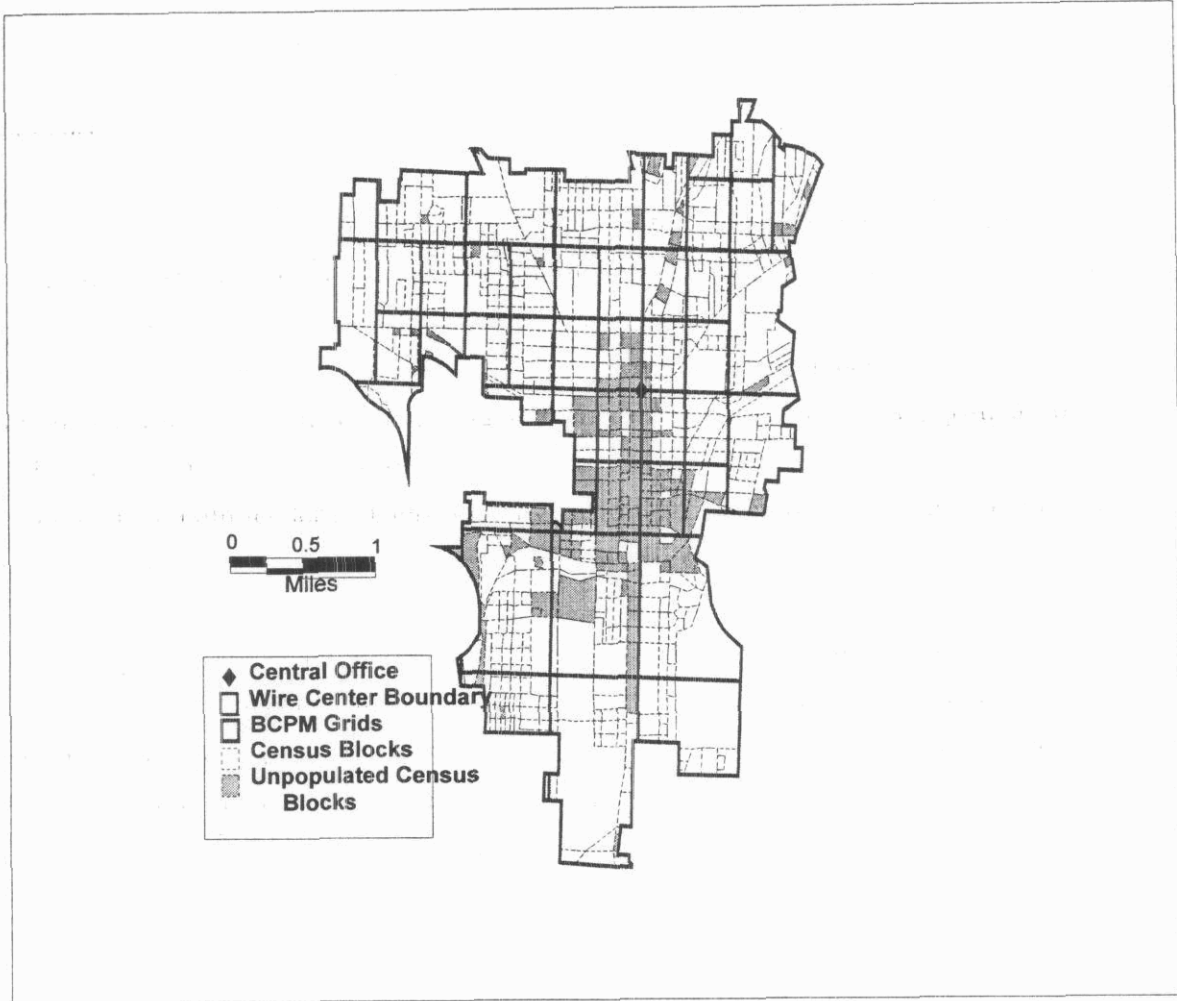 0 0.5 1
Miles
Central Office
Wire Center Boundary
BCPM Grids
Census Blocks
Unpopulated Census
Blocks